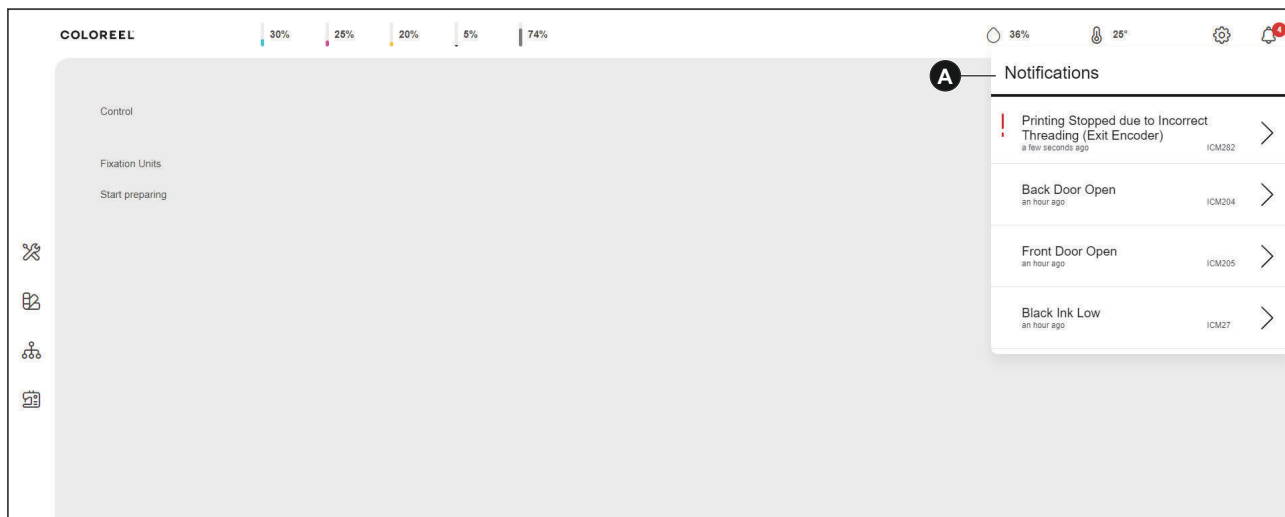 COLOREEL
30%
25%
20%
5%
74%
36%
25°
4
A
Notifications
Control
Printing Stopped due to Incorrect
Threading (Exit Encoder)
a few seconds ago
ICM282
Fixation Units
Start preparing
Back Door Open
an hour ago
ICM204
Front Door Open
an hour ago
ICM205
Black Ink Low
an hour ago
ICM27